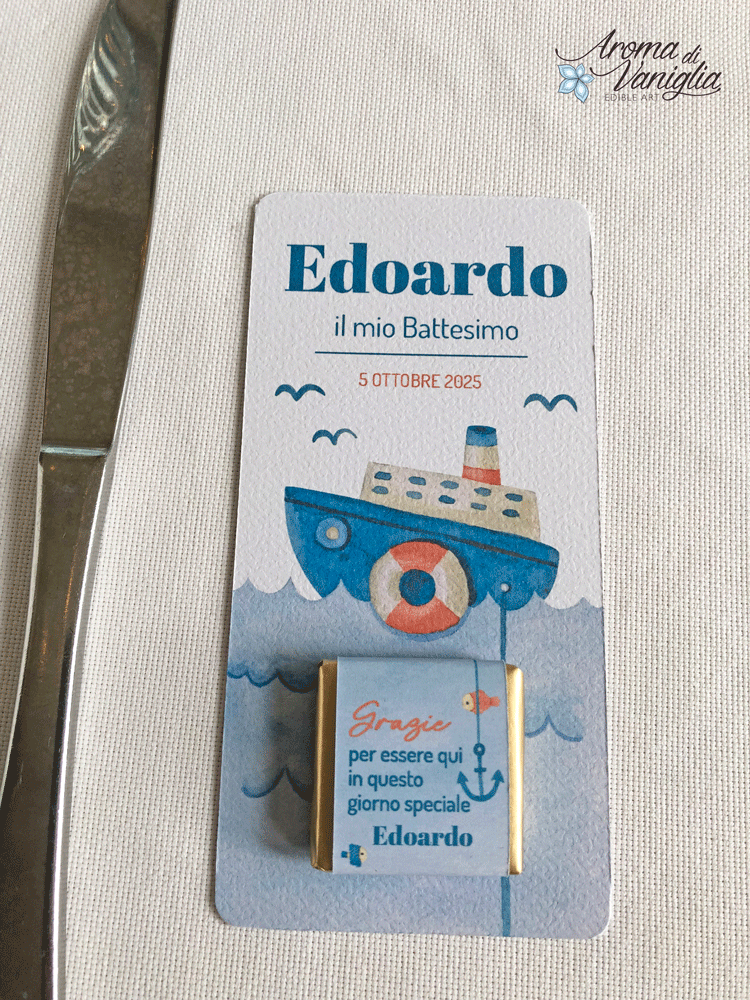 Aroma di
Vaniglia
EDIBLE ART
Edoardo
il mio Battesimo
5 OTTOBRE 2025
Grazie
per essere qui
in questo
giorno speciale
Edoardo